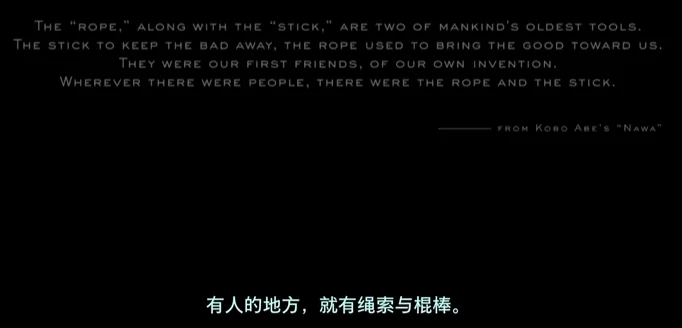 THE “ROPE,” ALONG WITH THE “STICK,” ARE TWO OF MANKIND'S OLDEST TOOLS.
THE STICK TO KEEP THE BAD AWAY, THE ROPE USED TO BRING THE GOOD TOWARD US.
THEY WERE OUR FIRST FRIENDS, OF OUR OWN INVENTION.
WHEREVER THERE WERE PEOPLE, THERE WERE THE ROPE AND THE STICK.
FROM KOBO ABE'S “NAWA”
有人的地方，就有绳索与棍棒。